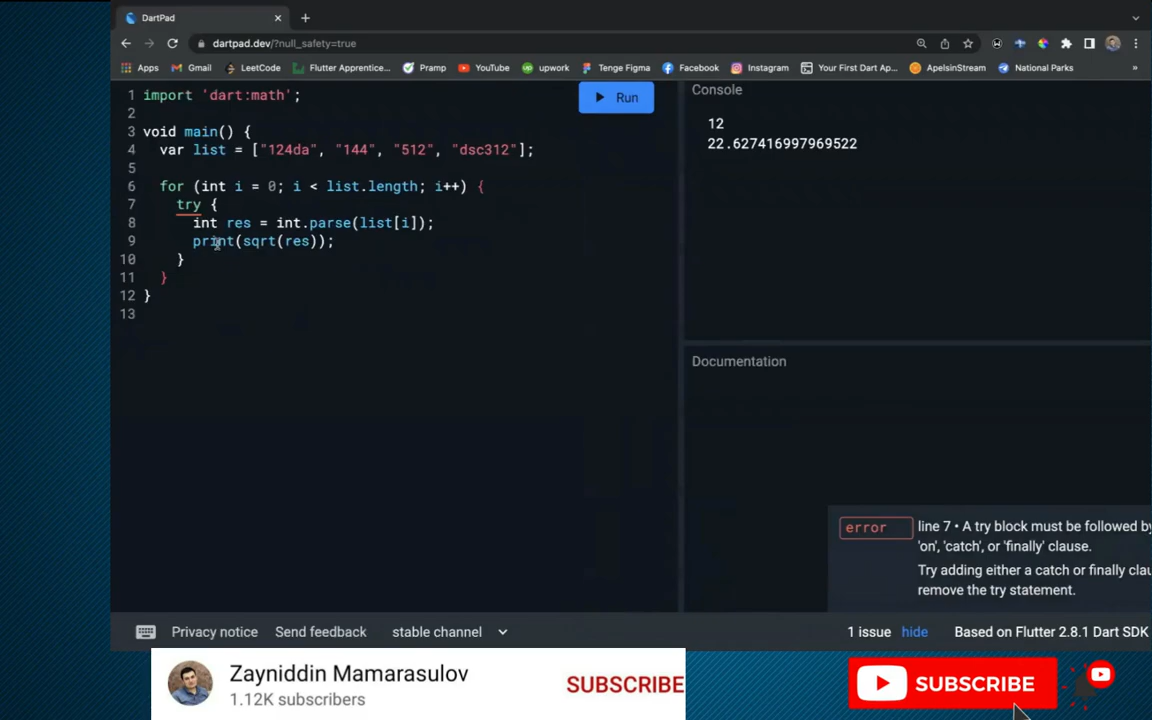 DartPad
dartpad.dev/?null_safety=true
Apps Gmail LeetCode Flutter Apprentice... Pramp YouTube upwork Tenge Figma Facebook Instagram Your First Dart Ap... ApelsinStream National Parks »
1 import 'dart:math';
2
3 void main() {
4 var list = ["124da", "144", "512", "dsc312"];
5
6 for (int i = 0; i < list.length; i++) {
7 try {
8 int res = int.parse(list[i]);
9 print(sqrt(res));
10 }
11 }
12 }
13
Run
Console
12
22.627416997969522
Documentation
error line 7 • A try block must be followed by
'on', 'catch', or 'finally' clause.
Try adding either a catch or finally clau
remove the try statement.
Privacy notice Send feedback stable channel
1 issue hide Based on Flutter 2.8.1 Dart SDK
Zayniddin Mamarasulov
1.12K subscribers
SUBSCRIBE
SUBSCRIBE